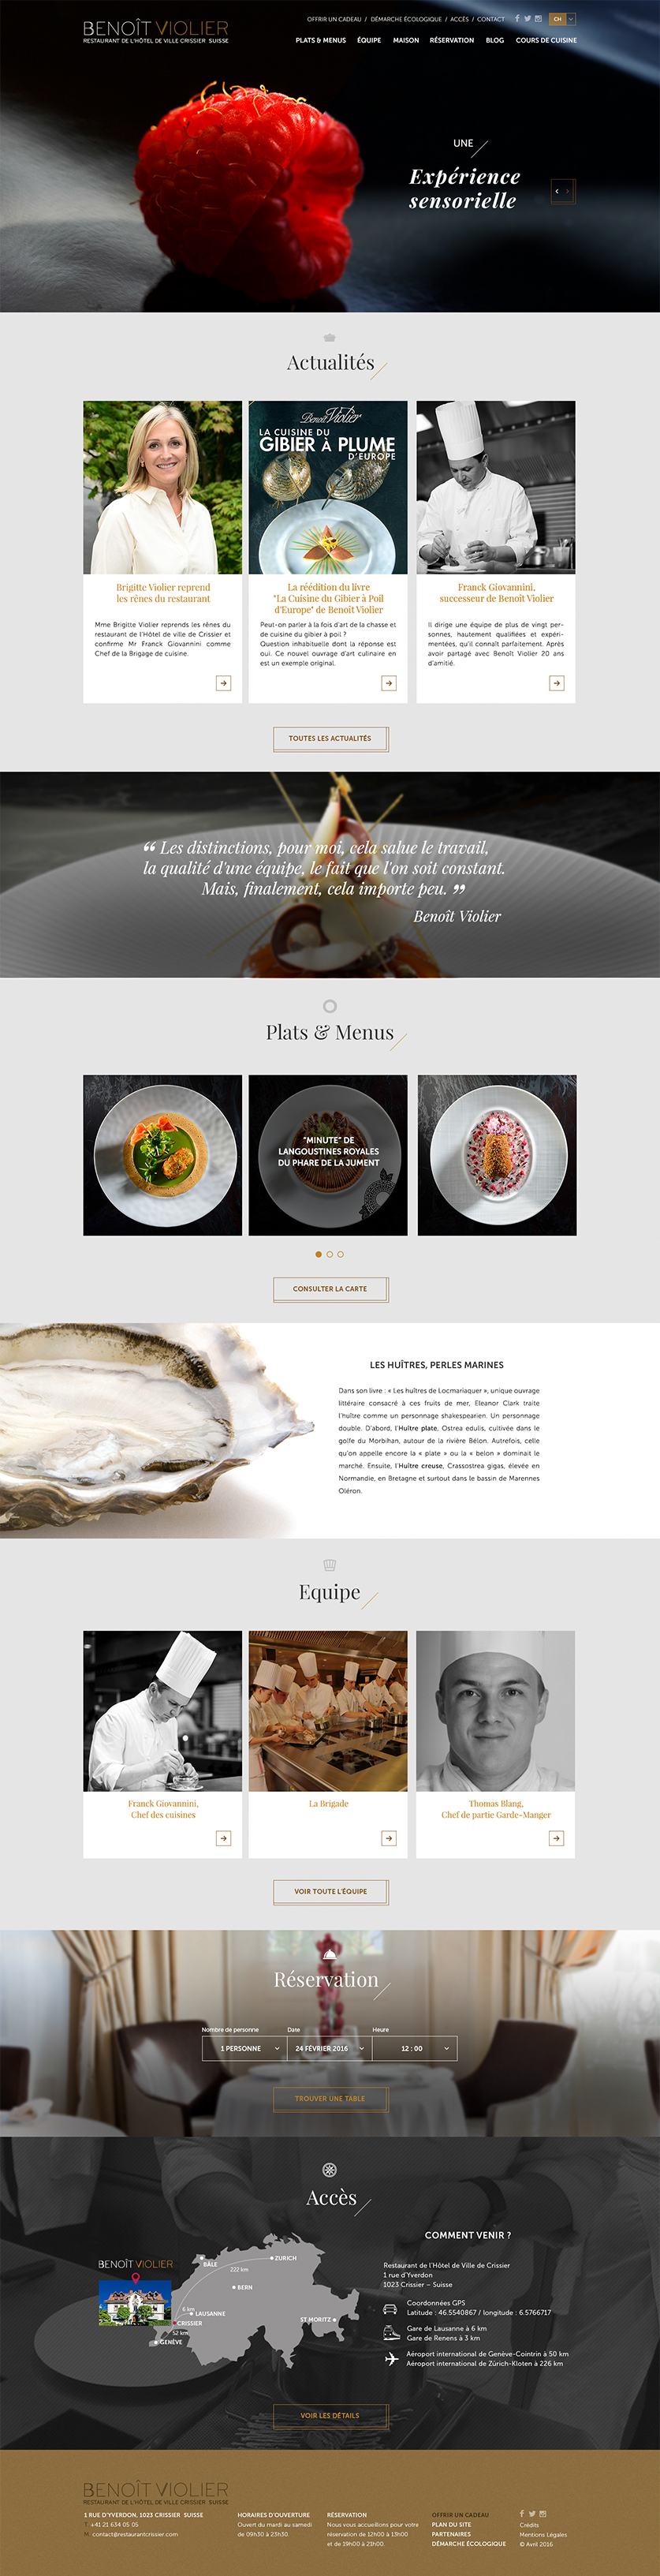 BENOÎT VIOLIER
RESTAURANT DE L'HÔTEL DE VILLE CRISSIER SUISSE
OFFRIR UN CADEAU / DÉMARCHE ÉCOLOGIQUE / ACCÈS / CONTACT
CH
PLATS & MENUS ÉQUIPE MAISON RÉSERVATION BLOG COURS DE CUISINE
UNE
Expérience
sensorielle
Actualités
Benoît Violier
LA CUISINE DU
GIBIER À PLUME
D'EUROPE
Brigitte Violier reprend
les rênes du restaurant
Mme Brigite Violier reprends les rênes du
restaurant de l'Hôtel de ville de Crissier et
confirme Mr Franck Giovannini comme
Chef de la Brigage de cuisine.
La réédition du livre
"La Cuisine du Gibier à Poil
d'Europe" de Benoît Violier
Peut-on parler à la fois d'art de la chasse et
de cuisine du gibier à poil ?
Question inhabituelle dont la réponse est
oui. Ce nouvel ouvrage d'art culinaire en
est un exemple original.
Franck Giovannini,
successeur de Benoît Violier
Il dirige une équipe de plus de vingt per-
sonnes, hautement qualifiées et expéri-
mentées, qu'il connaît parfaitement. Après
avoir partagé avec Benoît Violier 20 ans
d'amitié.
TOUTES LES ACTUALITÉS
“ Les distinctions, pour moi, cela salue le travail,
la qualité d'une équipe, le fait que l'on soit constant.
Mais, finalement, cela importe peu. ”
Benoît Violier
Plats & Menus
"MINUTE" DE
LANGOUSTINES ROYALES
DU PHARE DE LA JUMENT
CONSULTER LA CARTE
LES HUÎTRES, PERLES MARINES
Dans son livre : « Les huîtres de Locmariaquer », unique ouvrage
littéraire consacré à ces fruits de mer, Eleanor Clark traite
l'huître comme un personnage shakespearien. Un personnage
double. D'abord, l'Huître plate, Ostrea edulis, cultivée dans le
golfe du Morbihan, autour de la rivière Bélon. Autrefois, celle
qu'on appelle encore la « plate » ou la « belon » dominait le
marché. Ensuite, l'Huître creuse, Crassostrea gigas, élevée en
Normandie, en Bretagne et surtout dans le bassin de Marennes
Oléron.
Equipe
Franck Giovannini,
Chef des cuisines
La Brigade
Thomas Blang,
Chef de partie Garde-Manger
VOIR TOUTE L'ÉQUIPE
Réservation
Nombre de personne Date Heure
1 PERSONNE 24 FÉVRIER 2016 12 : 00
TROUVER UNE TABLE
Accès
BENOÎT VIOLIER
BÂLE
ZURICH
222 km
BERN
6 km
LAUSANNE
CRISSIER
52 km
GENÈVE
ST MORITZ
COMMENT VENIR ?
Restaurant de l'Hôtel de Ville de Crissier
1 rue d'Yverdon
1023 Crissier – Suisse
Coordonnées GPS
Latitude : 46.5540867 / longitude : 6.5766717
Gare de Lausanne à 6 km
Gare de Renens à 3 km
Aéroport international de Genève-Cointrin à 50 km
Aéroport international de Zürich-Kloten à 226 km
VOIR LES DÉTAILS
BENOÎT VIOLIER
RESTAURANT DE L'HÔTEL DE VILLE CRISSIER SUISSE
1 RUE D'YVERDON, 1023 CRISSIER SUISSE
T. +41 21 634 05 05
M. contact@restaurantcrissier.com
HORAIRES D'OUVERTURE
Ouvert du mardi au samedi
de 09h30 à 23h30.
RÉSERVATION
Nous vous accueillons pour votre
réservation de 12h00 à 13h00
et de 19h00 à 21h00.
OFFRIR UN CADEAU
PLAN DU SITE
PARTENAIRES
DÉMARCHE ÉCOLOGIQUE
Crédits
Mentions Légales
© Avril 2016